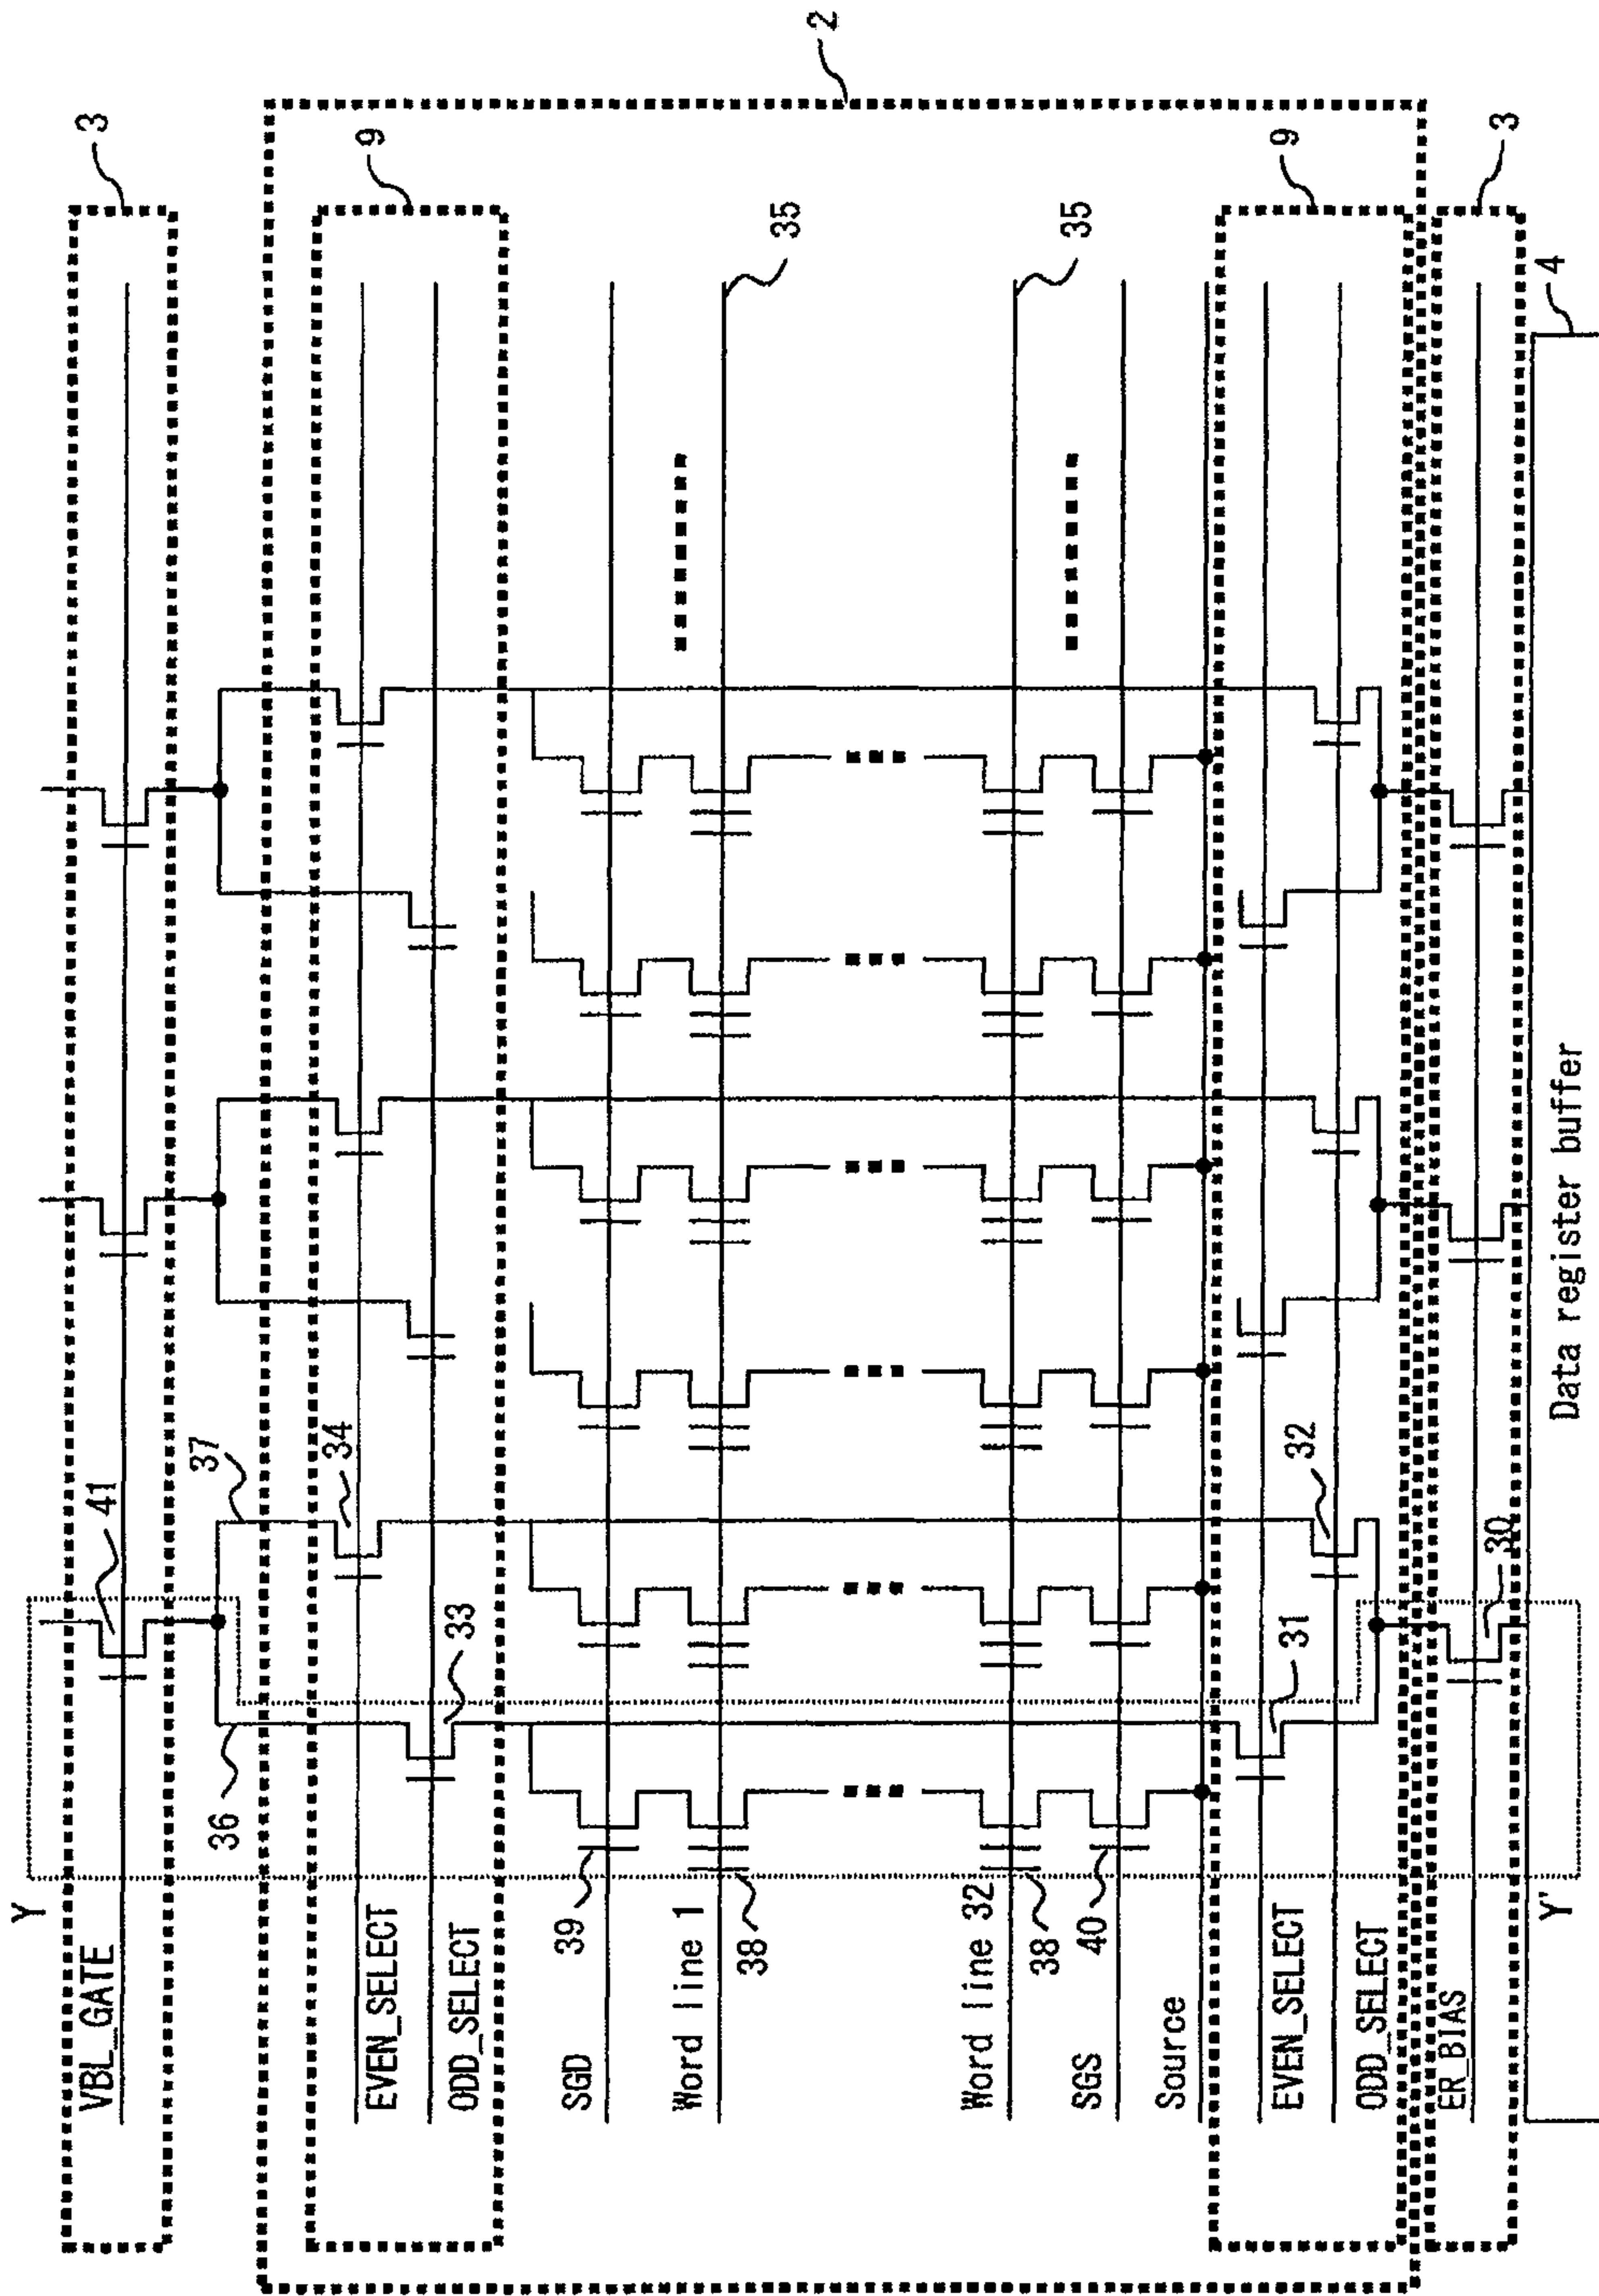 3
2
9
9
3
4
35
35
37
41
34
33
36
32
31
30
Y
VBL_GATE
EVEN_SELECT
ODD_SELECT
SGD
39
Word line 1
38
Word line 32
38
SGS
40
Source
EVEN_SELECT
ODD_SELECT
ER_BIAS
Y'
Data register buffer